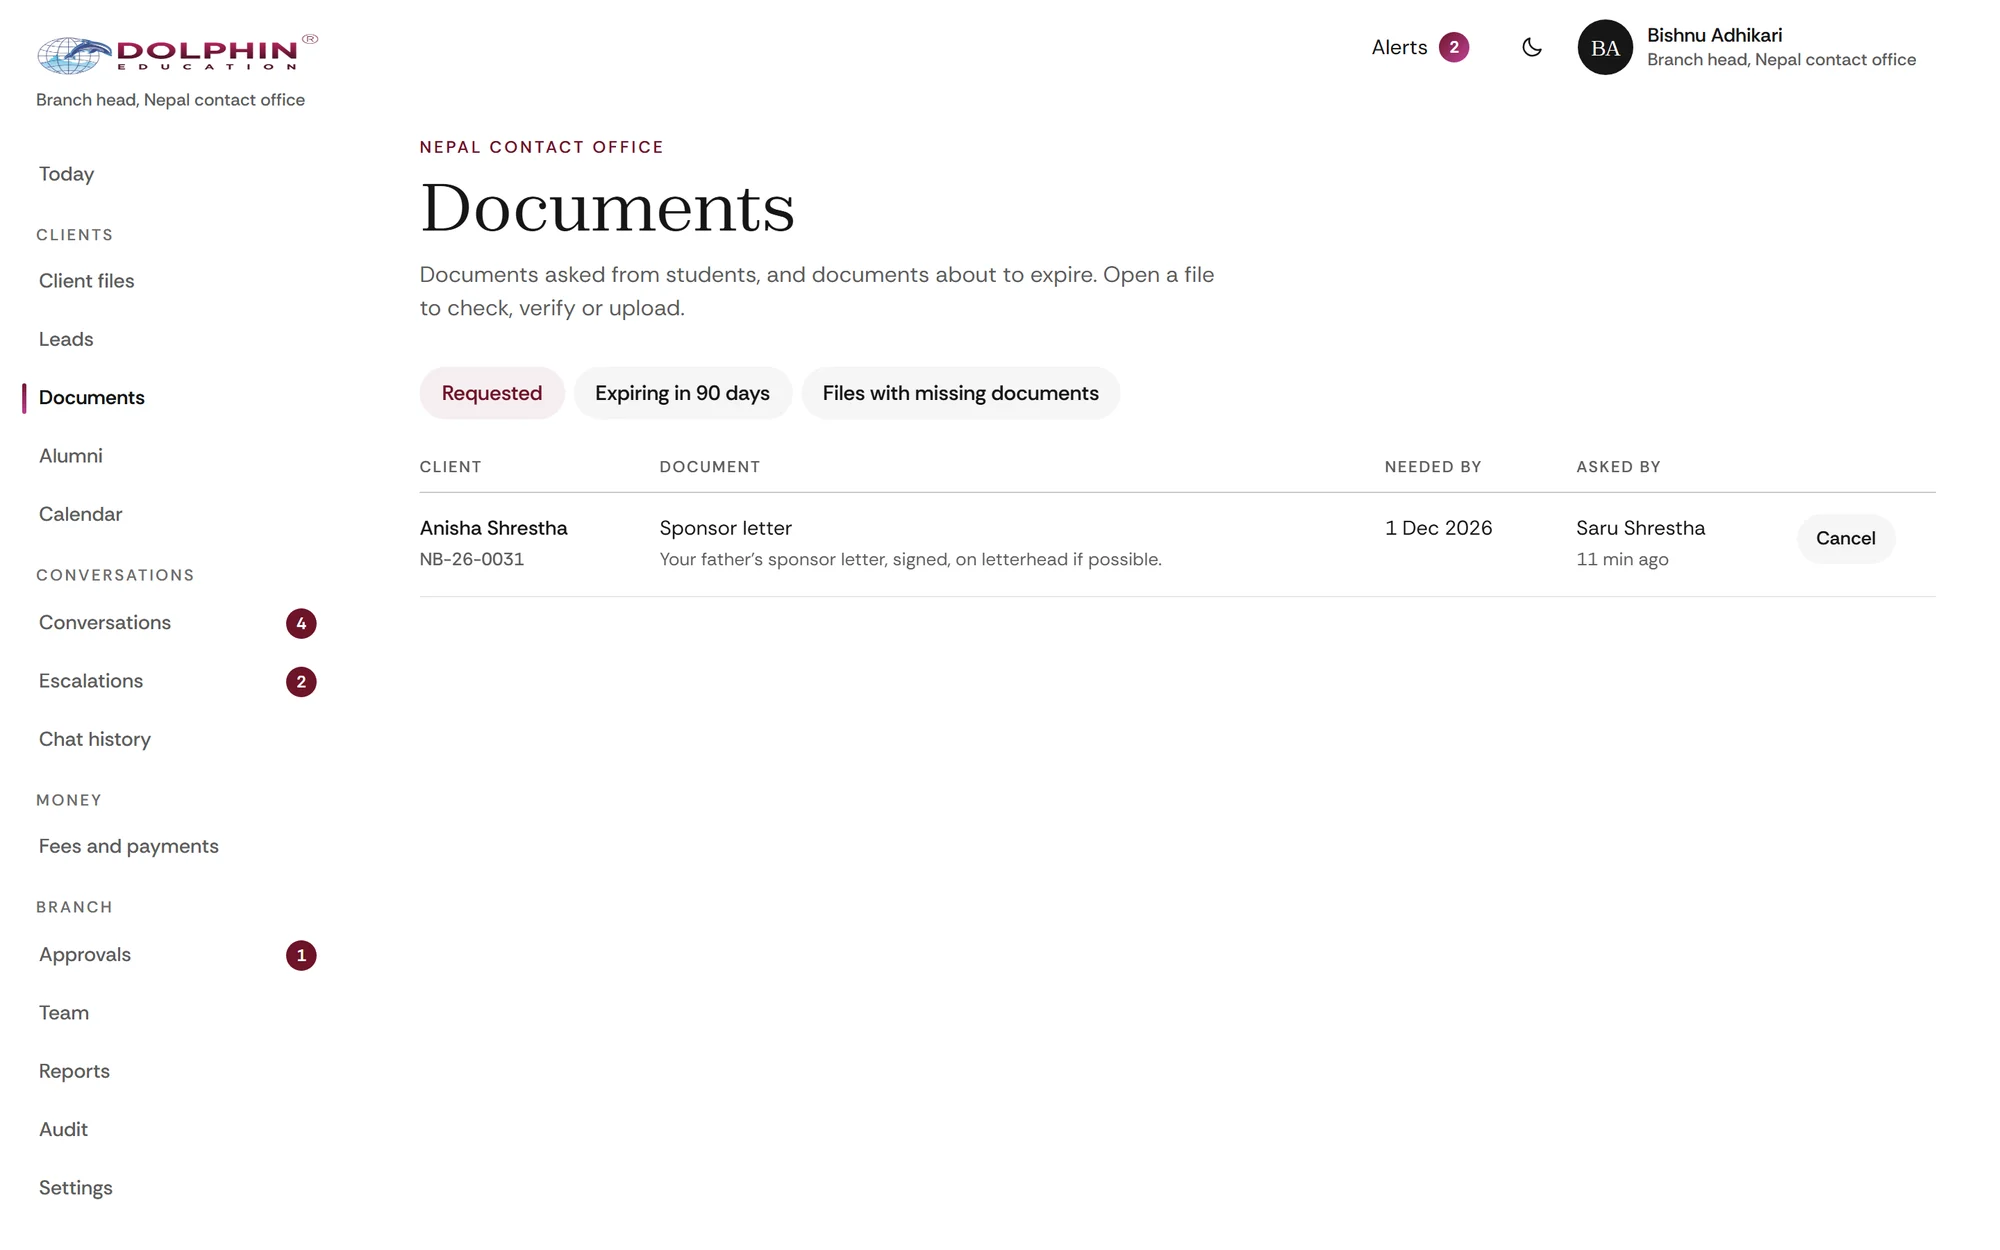 DOLPHIN®
EDUCATION
Branch head, Nepal contact office
Today
CLIENTS
Client files
Leads
Documents
Alumni
Calendar
CONVERSATIONS
Conversations 4
Escalations 2
Chat history
MONEY
Fees and payments
BRANCH
Approvals 1
Team
Reports
Audit
Settings
Alerts 2
BA
Bishnu Adhikari
Branch head, Nepal contact office
NEPAL CONTACT OFFICE
Documents
Documents asked from students, and documents about to expire. Open a file
to check, verify or upload.
Requested Expiring in 90 days Files with missing documents
CLIENT DOCUMENT NEEDED BY ASKED BY
Anisha Shrestha Sponsor letter 1 Dec 2026 Saru Shrestha Cancel
NB-26-0031 Your father’s sponsor letter, signed, on letterhead if possible. 11 min ago